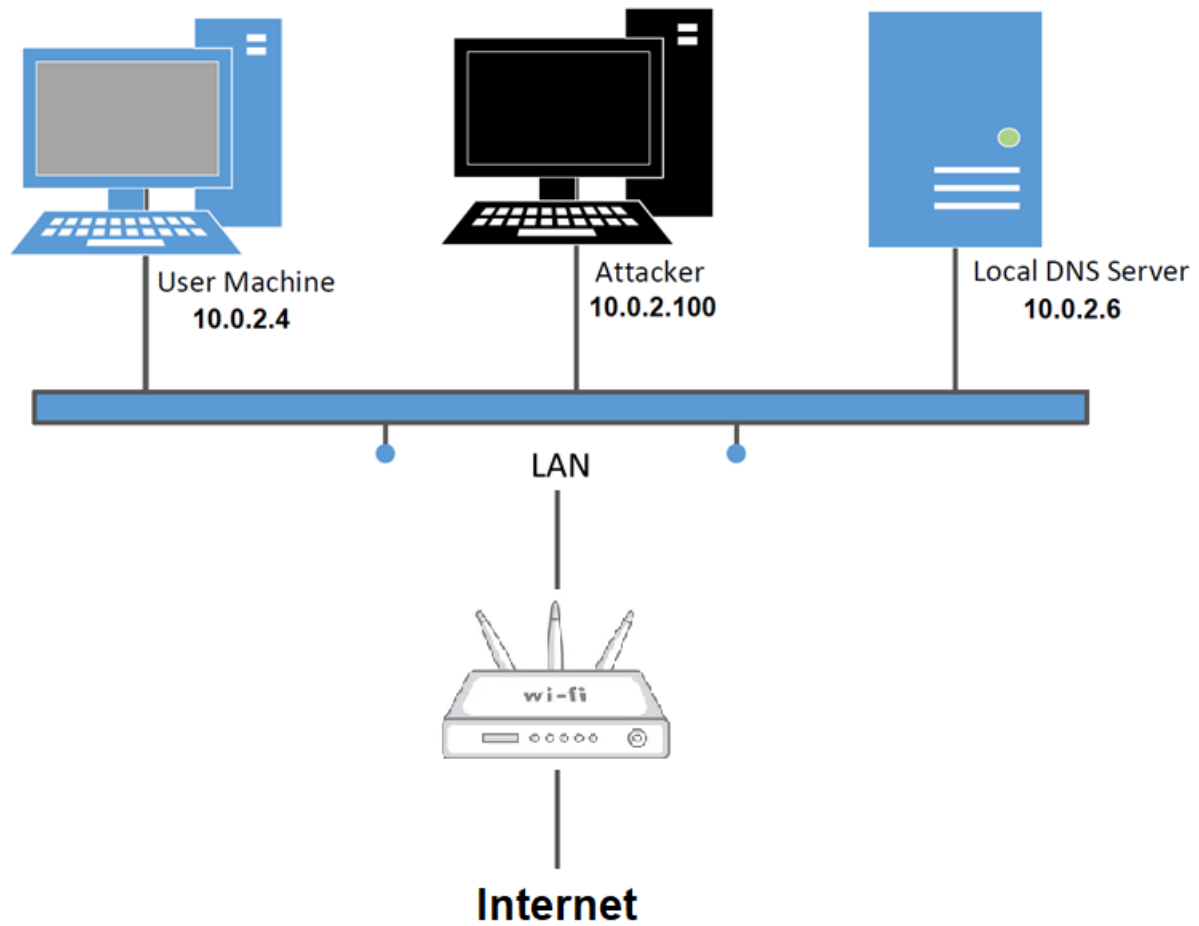 User Machine
10.0.2.4
Attacker
10.0.2.100
Local DNS Server
10.0.2.6
LAN
wi-fi
Internet